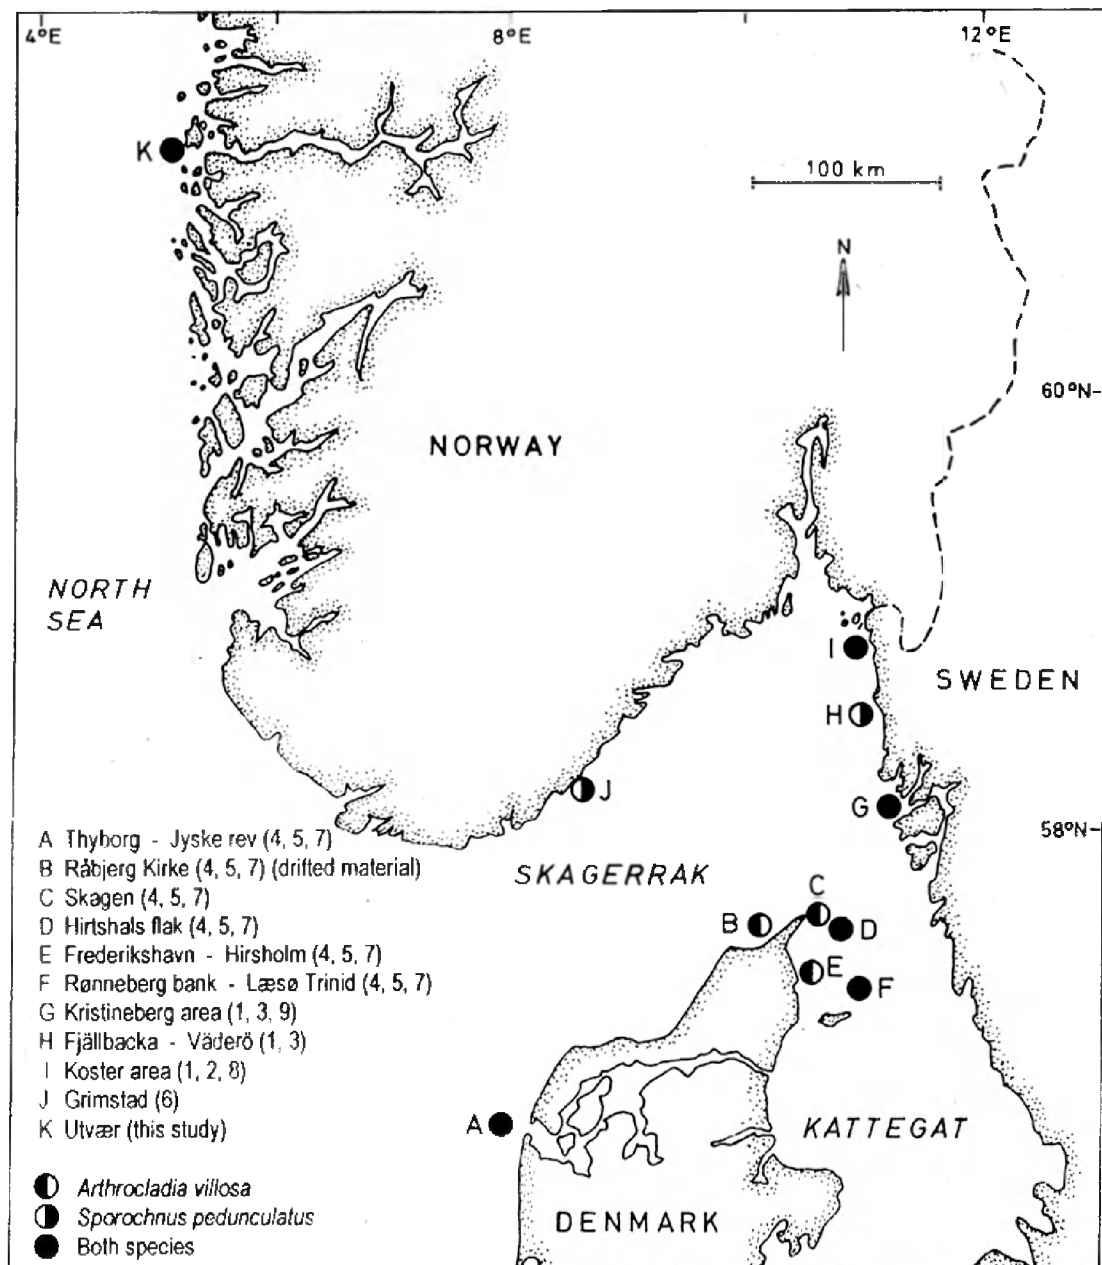 4°E 8°E 12°E
K
100 km
N
60°N
NORWAY
NORTH
SEA
I
SWEDEN
H
J
G
58°N
A Thyborg - Jyske rev (4, 5, 7)
B Råbjerg Kirke (4, 5, 7) (drifted material)
C Skagen (4, 5, 7)
D Hirtshals flak (4, 5, 7)
E Frederikshavn - Hirsholm (4, 5, 7)
F Rønneberg bank - Læsø Trinid (4, 5, 7)
G Kristineberg area (1, 3, 9)
H Fjällbacka - Väderö (1, 3)
I Koster area (1, 2, 8)
J Grimstad (6)
K Utvær (this study)
SKAGERRAK
C
B
D
E
F
A
KATTEGAT
Arthrocladia villosa
Sporochnus pedunculatus
Both species
DENMARK